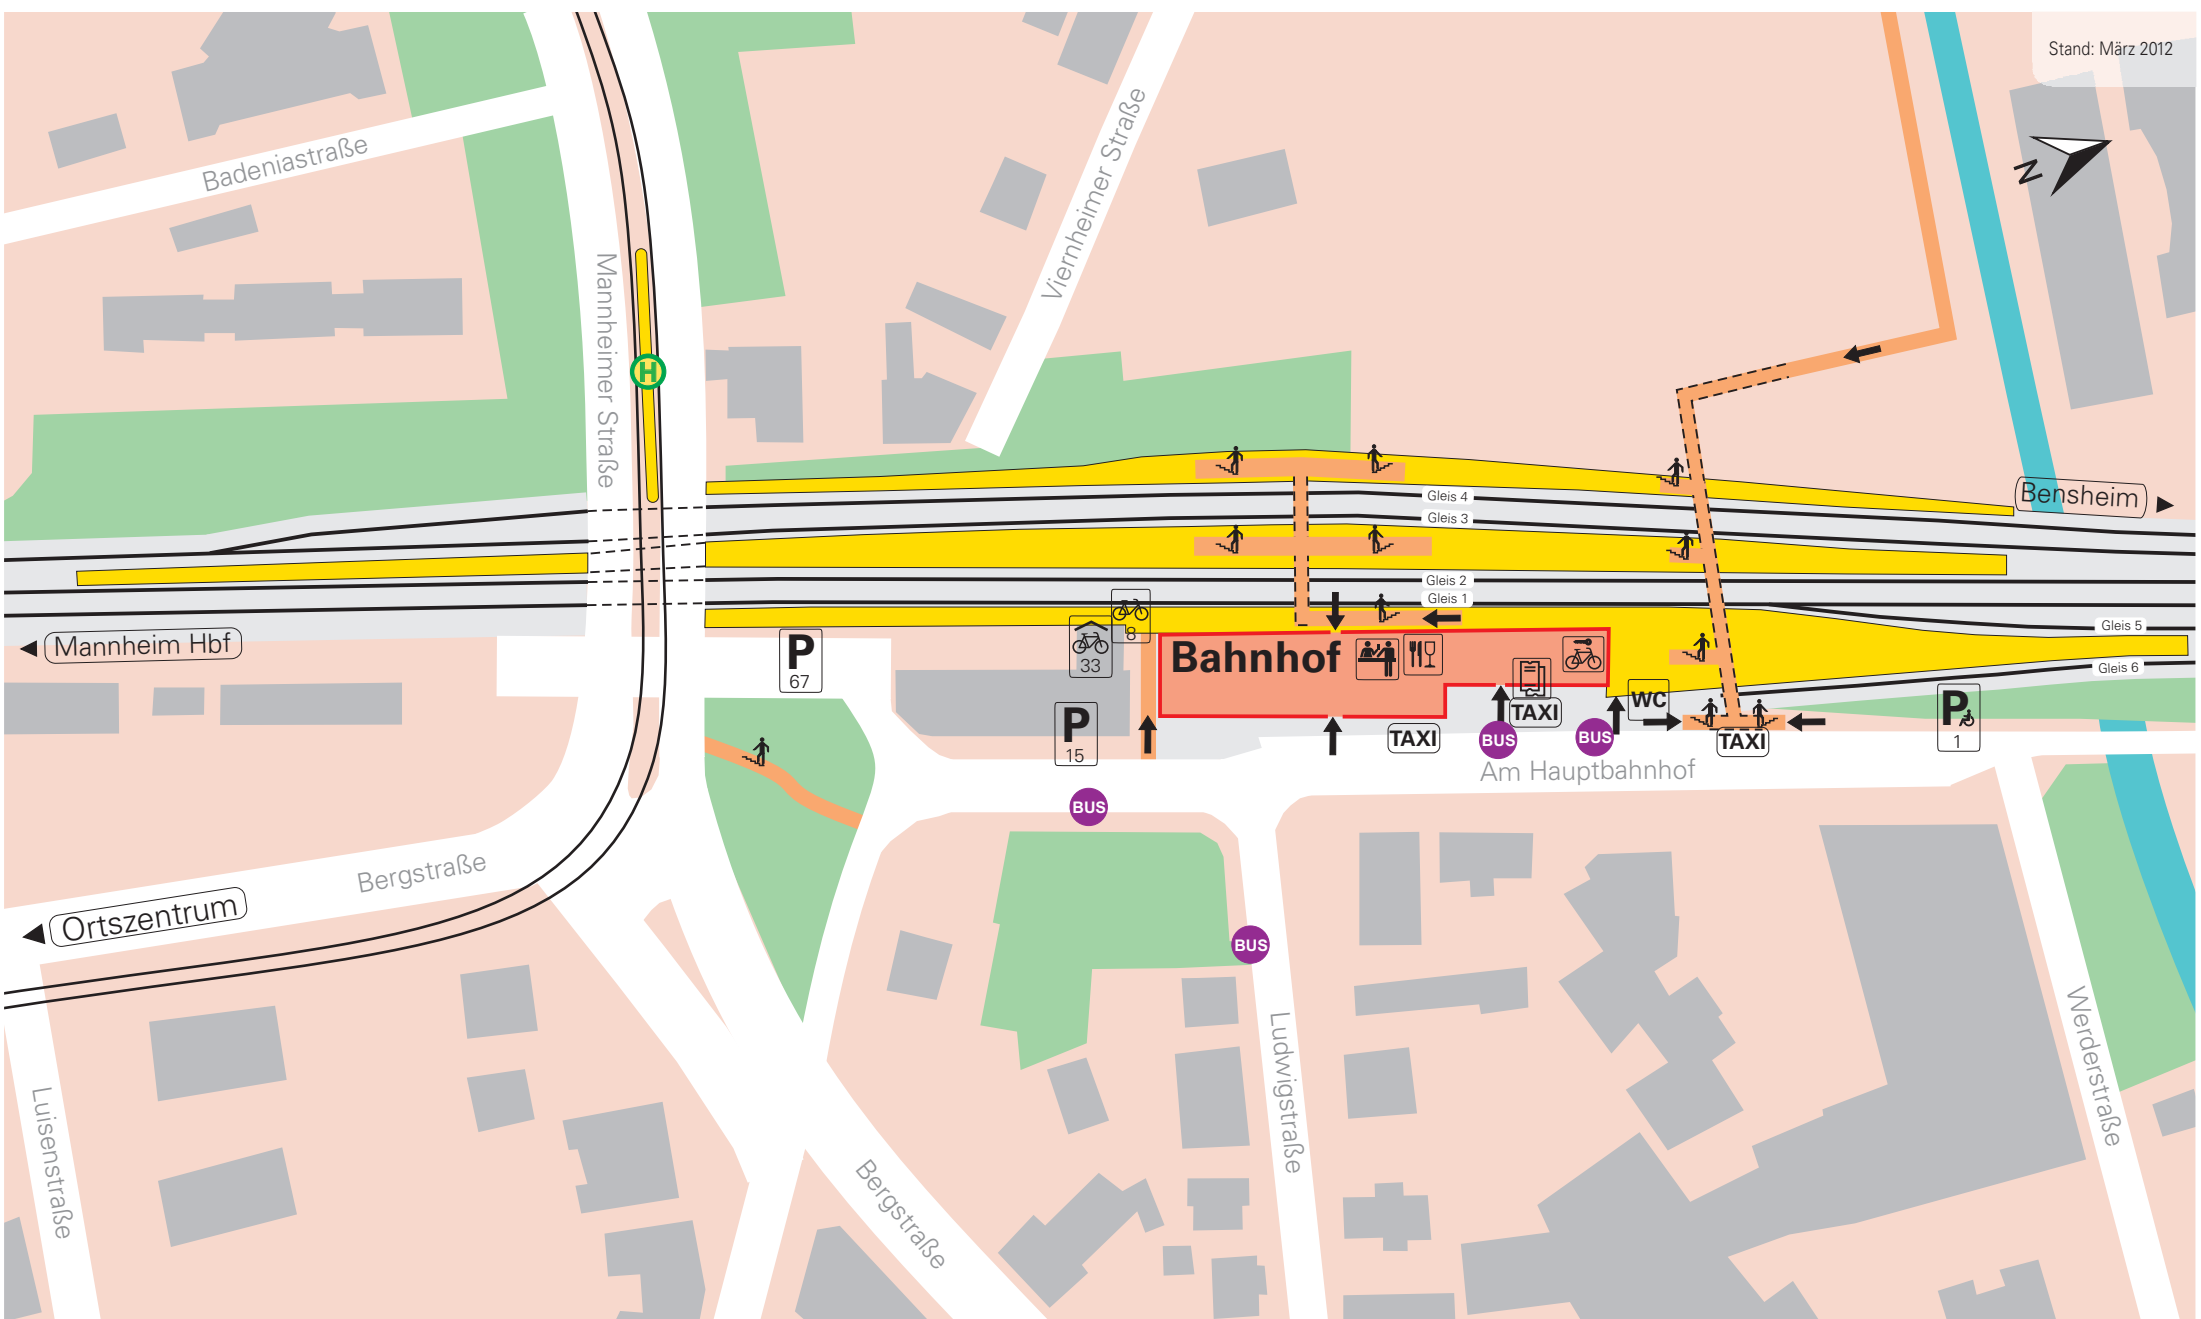 Stand: März 2012
Badeniastraße
Viernheimer Straße
N
Mannheimer Straße
H
Gleis 4
Bensheim
Gleis 3
Gleis 2
Gleis 1
8
Gleis 5
Mannheim Hbf
P
67
33
Bahnhof
Gleis 6
WC
P
15
TAXI
TAXI
BUS
BUS
TAXI
P
1
Am Hauptbahnhof
BUS
Bergstraße
Ortszentrum
BUS
Werderstraße
Ludwigstraße
Luisenstraße
Bergstraße